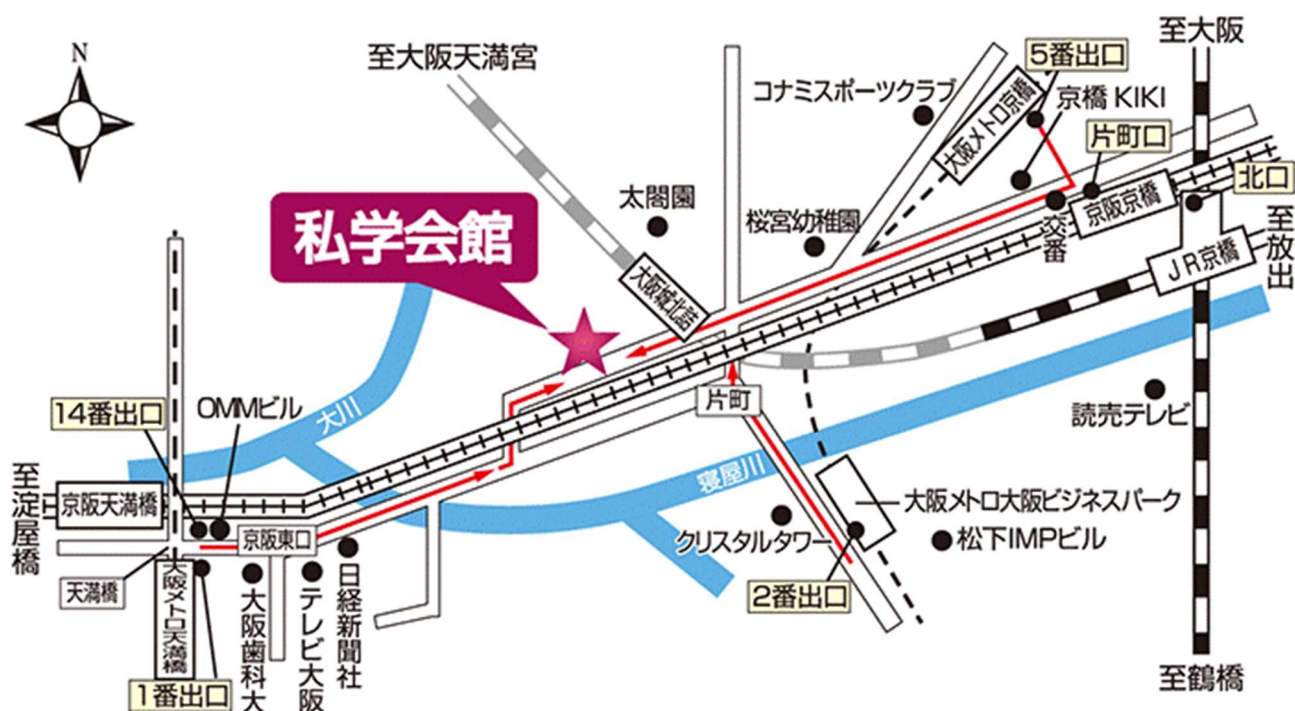 至大阪
N
5番出口
至大阪天満宮
コナミスポーツクラブ
大阪メトロ京橋
京橋 KIKI
片町口
北口
太閤園
京阪京橋
私学会館
桜宮幼稚園
交番
至放出
JR京橋
大阪城北詰
大川
片町
14番出口
OMMビル
読売テレビ
至淀屋橋
京阪天満橋
寝屋川
大阪メトロ大阪ビジネスパーク
京阪東口
クリスタルタワー
松下IMPビル
天満橋
大阪メトロ天満橋
2番出口
大阪歯科大
テレビ大阪
日経新聞社
1番出口
至鶴橋